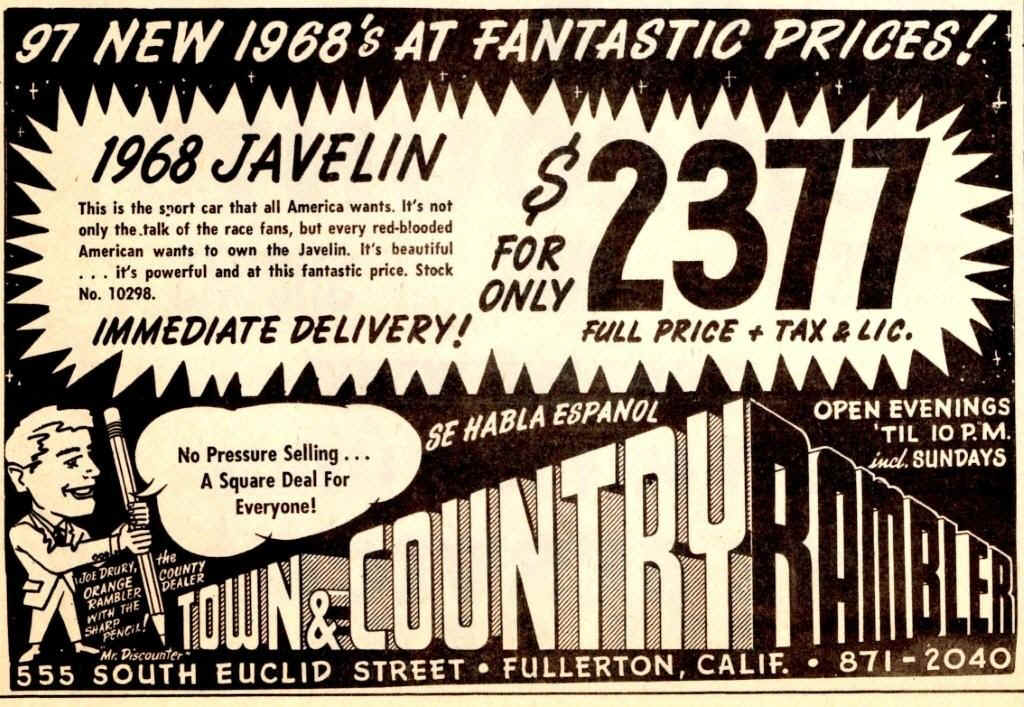 97 NEW 1968's AT FANTASTIC PRICES!
1968 JAVELIN
This is the sport car that all America wants. It's not
only the talk of the race fans, but every red-blooded
American wants to own the Javelin. It's beautiful
. . . it's powerful and at this fantastic price. Stock
No. 10298.
IMMEDIATE DELIVERY!
$2377
FOR
ONLY
FULL PRICE + TAX & LIC.
SE HABLA ESPANOL
OPEN EVENINGS
'TIL 10 P.M.
incl. SUNDAYS
No Pressure Selling . . .
A Square Deal For
Everyone!
JOE DRURY, the
ORANGE COUNTY
RAMBLER DEALER
WITH THE
SHARP
PENCIL!
"Mr. Discounter"
TOWN & COUNTRY RAMBLER
555 SOUTH EUCLID STREET • FULLERTON, CALIF. • 871-2040